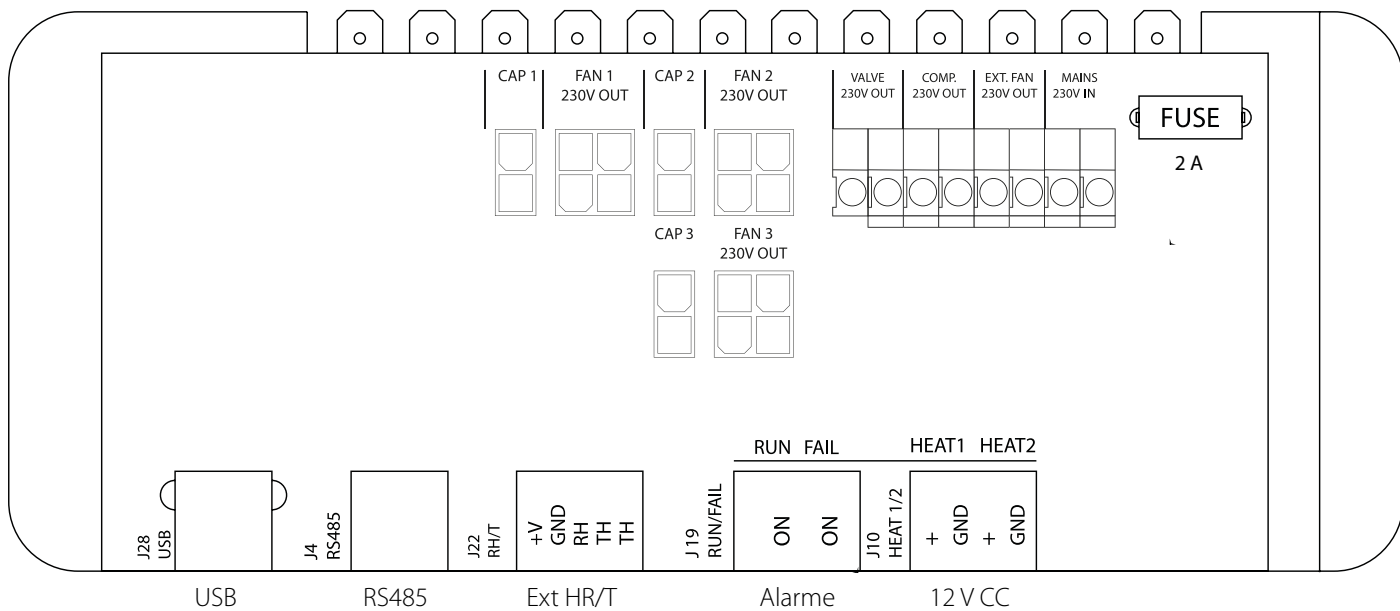 CAP 1
FAN 1
230V OUT
CAP 2
FAN 2
230V OUT
VALVE
230V OUT
COMP.
230V OUT
EXT. FAN
230V OUT
MAINS
230V IN
FUSE
2 A
CAP 3
FAN 3
230V OUT
RUN FAIL
HEAT1 HEAT2
J28
USB
J4
RS485
J22
RH/T
+V
GND
RH
TH
TH
J19
RUN/FAIL
ON
ON
J10
HEAT 1/2
+
GND
+
GND
USB
RS485
Ext HR/T
Alarme
12 V CC